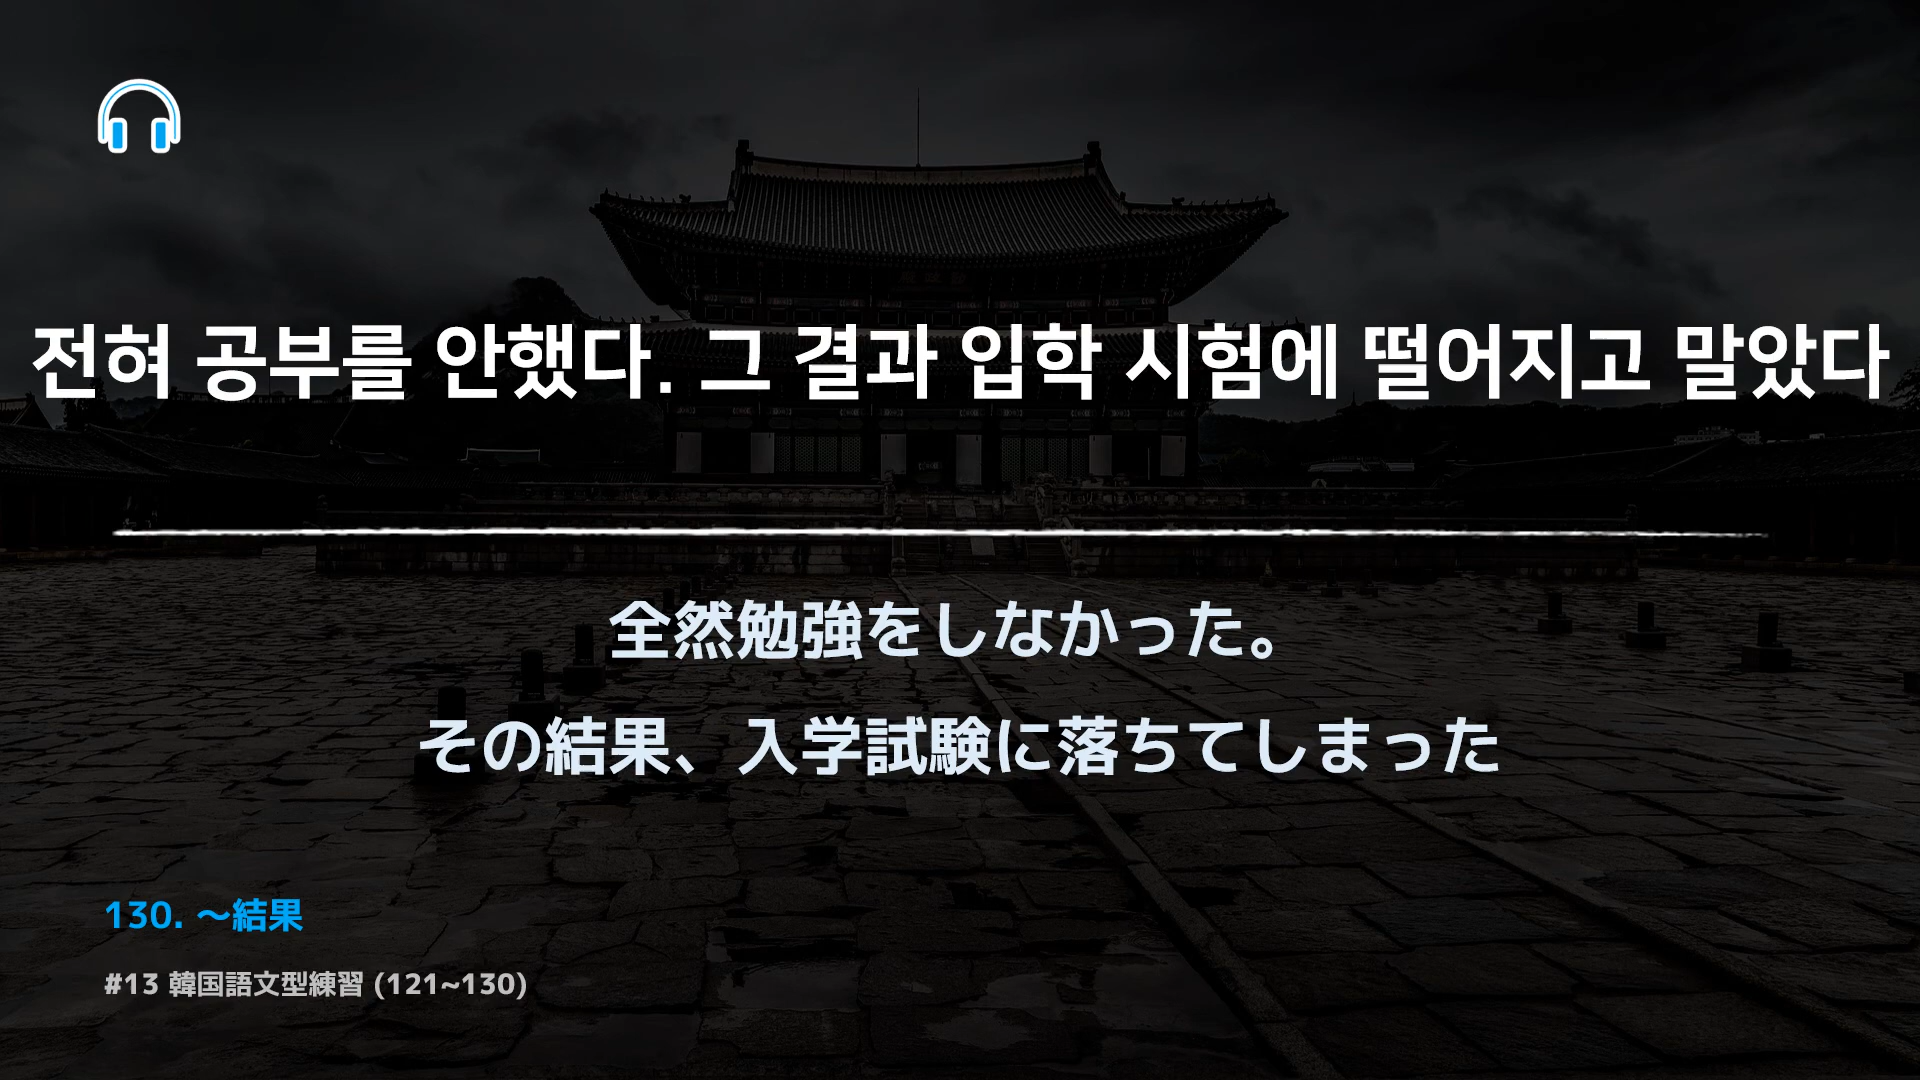 전혀 공부를 안했다. 그 결과 입학 시험에 떨어지고 말았다
全然勉強をしなかった。
その結果、入学試験に落ちてしまった
130. ～結果
#13 韓国語文型練習 (121~130)